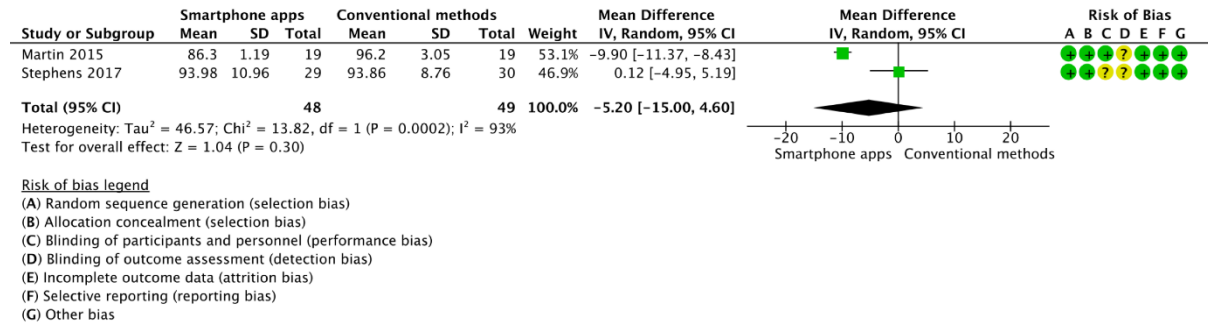 Smartphone apps Conventional methods Mean Difference Mean Difference Risk of Bias
Study or Subgroup Mean SD Total Mean SD Total Weight IV, Random, 95% CI IV, Random, 95% CI A B C D E F G
Martin 2015 86.3 1.19 19 96.2 3.05 19 53.1% -9.90 [-11.37, -8.43] + + + ? + + +
Stephens 2017 93.98 10.96 29 93.86 8.76 30 46.9% 0.12 [-4.95, 5.19] + + ? ? + + +
Total (95% CI) 48 49 100.0% -5.20 [-15.00, 4.60]
Heterogeneity: Tau² = 46.57; Chi² = 13.82, df = 1 (P = 0.0002); I² = 93%
Test for overall effect: Z = 1.04 (P = 0.30)
-20 -10 0 10 20
Smartphone apps Conventional methods
Risk of bias legend
(A) Random sequence generation (selection bias)
(B) Allocation concealment (selection bias)
(C) Blinding of participants and personnel (performance bias)
(D) Blinding of outcome assessment (detection bias)
(E) Incomplete outcome data (attrition bias)
(F) Selective reporting (reporting bias)
(G) Other bias